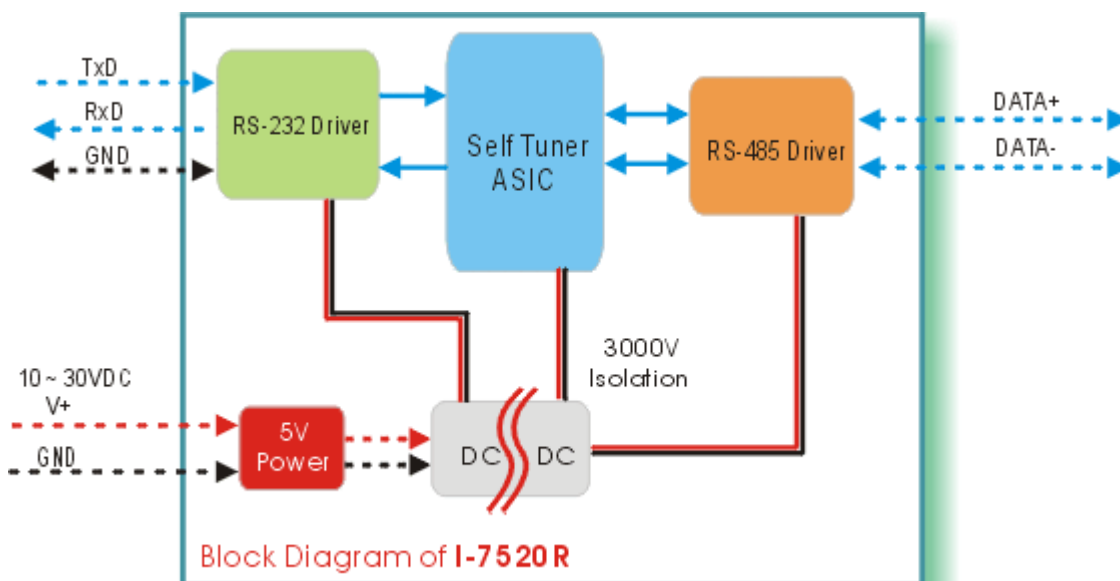 TxD
RxD
GND
RS-232 Driver
Self Tuner
ASIC
RS-485 Driver
DATA+
DATA-
3000V
Isolation
10 ~ 30VDC
V+
GND
5V
Power
DC
DC
Block Diagram of I-7520R